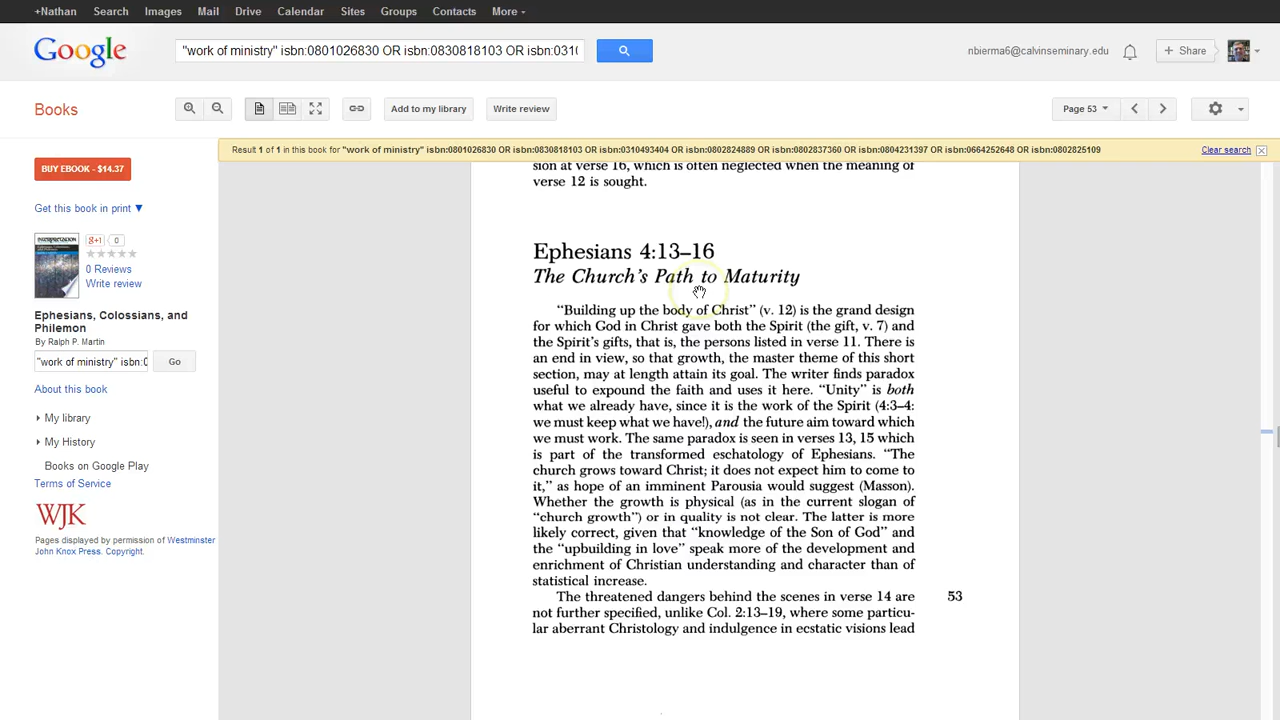 +Nathan Search Images Mail Drive Calendar Sites Groups Contacts More
Google
"work of ministry" isbn:0801026830 OR isbn:0830818103 OR isbn:0310
nbierma6@calvinseminary.edu
+ Share
Books
Add to my library
Write review
Page 53
Result 1 of 1 in this book for "work of ministry" isbn:0801026830 OR isbn:0830818103 OR isbn:0310493404 OR isbn:0802824889 OR isbn:0802837360 OR isbn:0804231397 OR isbn:0664252648 OR isbn:0802825109
Clear search
BUY EBOOK - $14.37
Get this book in print ▼
INTERPRETATION
g+1 0
0 Reviews
Write review
Ephesians, Colossians, and
Philemon
By Ralph P. Martin
"work of ministry" isbn:0
Go
About this book
My library
My History
Books on Google Play
Terms of Service
WJK
Pages displayed by permission of Westminster
John Knox Press. Copyright.
sion at verse 16, which is often neglected when the meaning of
verse 12 is sought.
Ephesians 4:13–16
The Church's Path to Maturity
"Building up the body of Christ" (v. 12) is the grand design
for which God in Christ gave both the Spirit (the gift, v. 7) and
the Spirit's gifts, that is, the persons listed in verse 11. There is
an end in view, so that growth, the master theme of this short
section, may at length attain its goal. The writer finds paradox
useful to expound the faith and uses it here. "Unity" is both
what we already have, since it is the work of the Spirit (4:3–4:
we must keep what we have!), and the future aim toward which
we must work. The same paradox is seen in verses 13, 15 which
is part of the transformed eschatology of Ephesians. "The
church grows toward Christ; it does not expect him to come to
it," as hope of an imminent Parousia would suggest (Masson).
Whether the growth is physical (as in the current slogan of
"church growth") or in quality is not clear. The latter is more
likely correct, given that "knowledge of the Son of God" and
the "upbuilding in love" speak more of the development and
enrichment of Christian understanding and character than of
statistical increase.
The threatened dangers behind the scenes in verse 14 are
53
not further specified, unlike Col. 2:13–19, where some particu-
lar aberrant Christology and indulgence in ecstatic visions lead